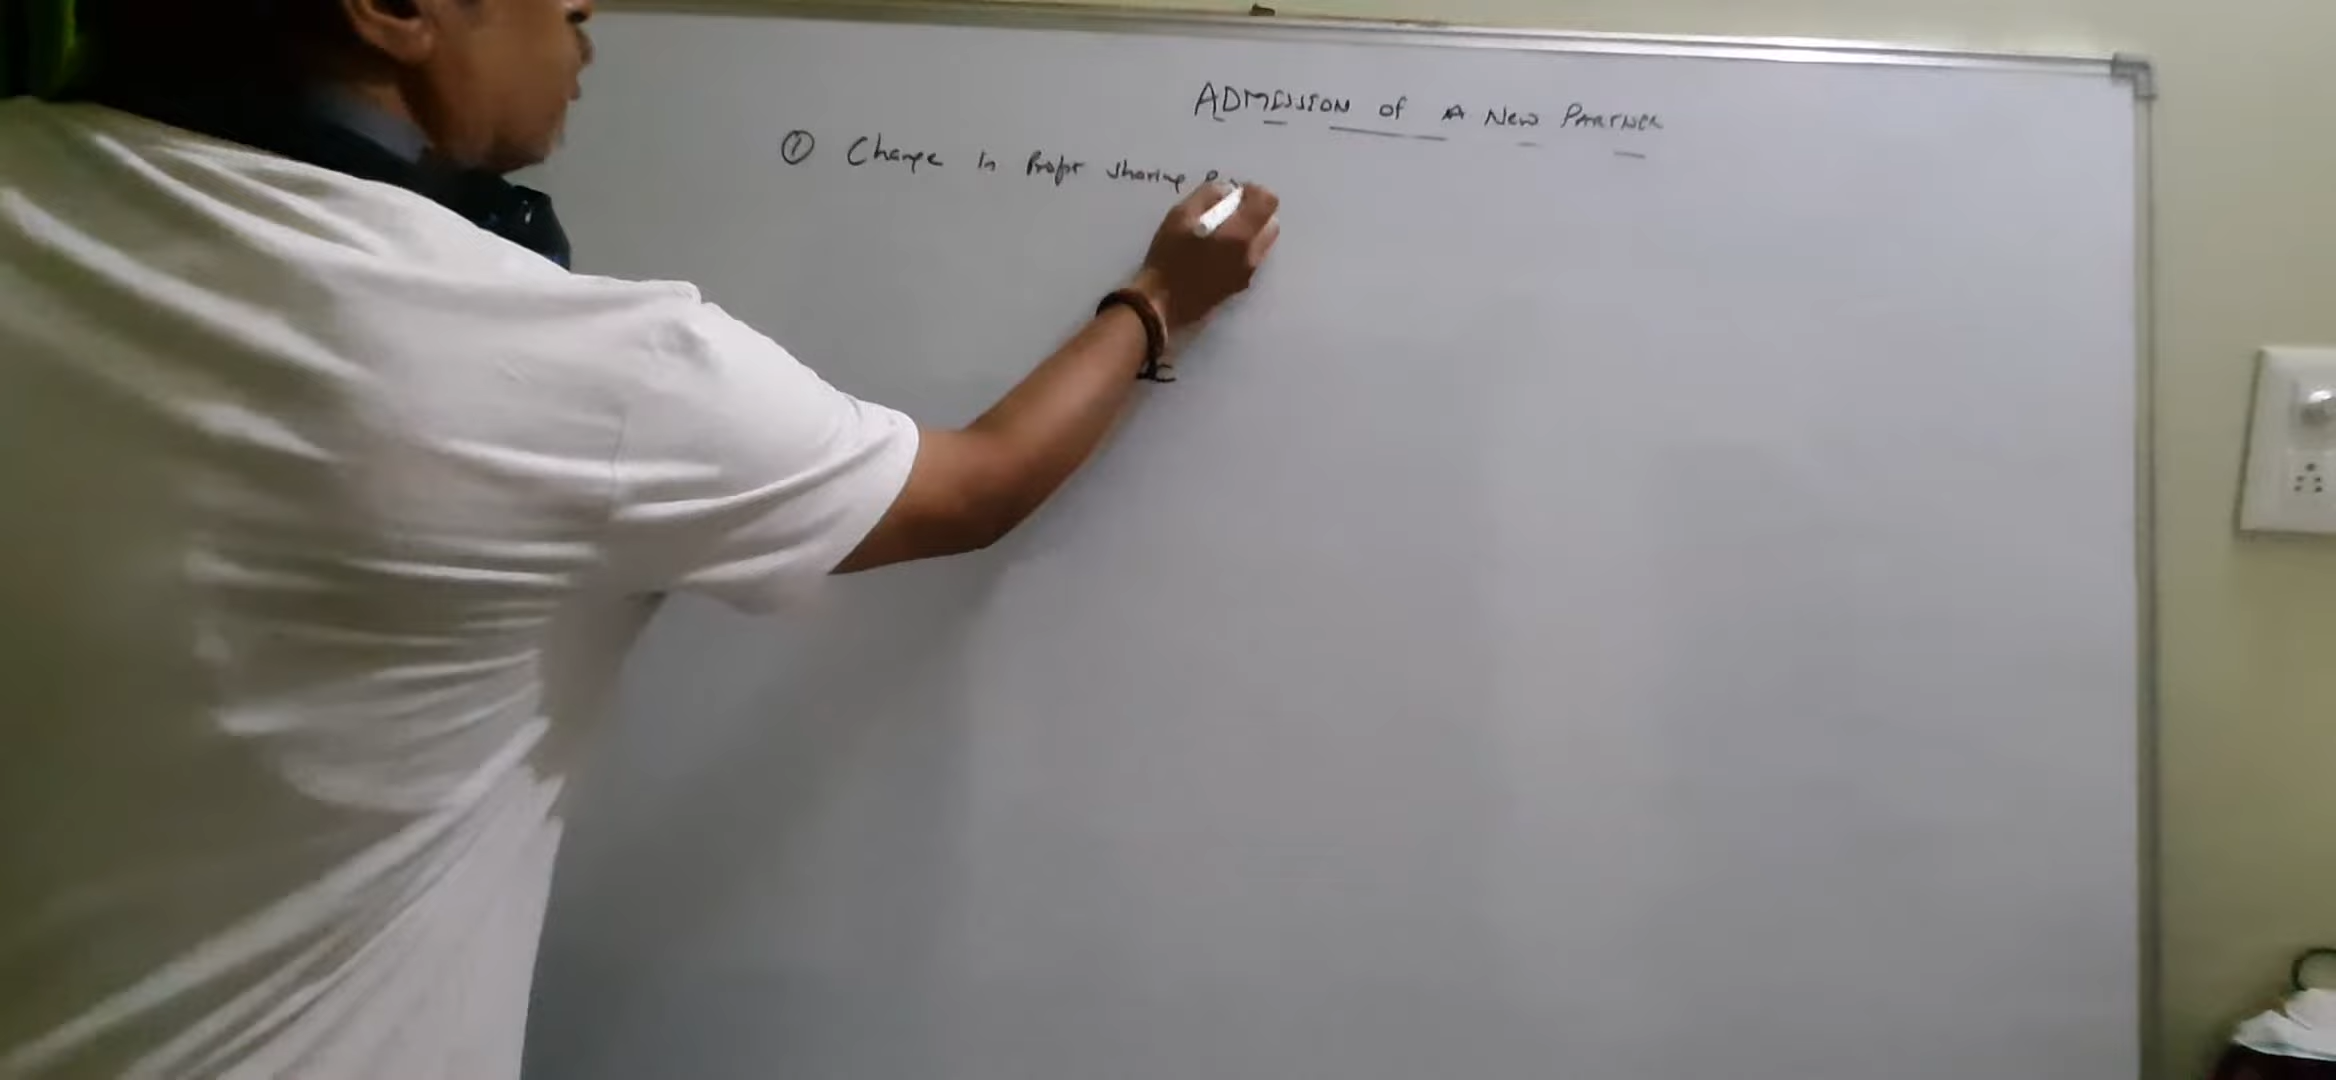 ADMISSION of A New PARTNER
① Change in Profit sharing